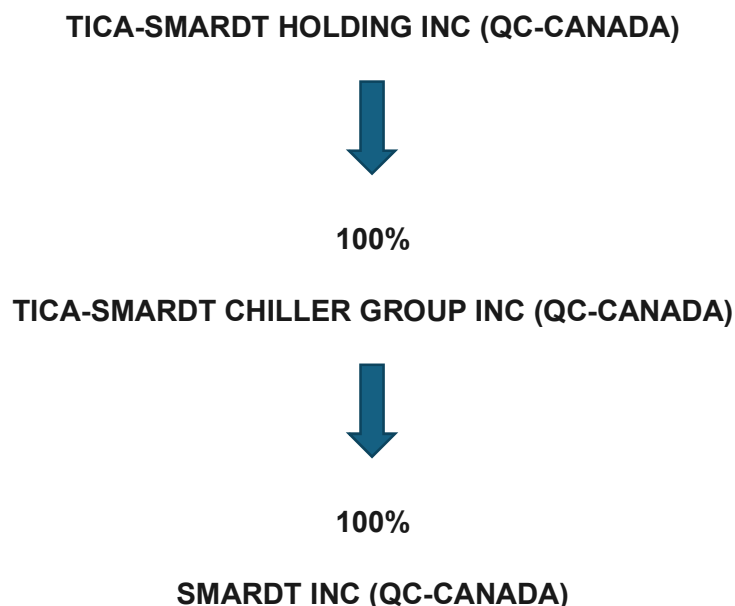 TICA-SMARDT HOLDING INC (QC-CANADA)
100%
TICA-SMARDT CHILLER GROUP INC (QC-CANADA)
100%
SMARDT INC (QC-CANADA)